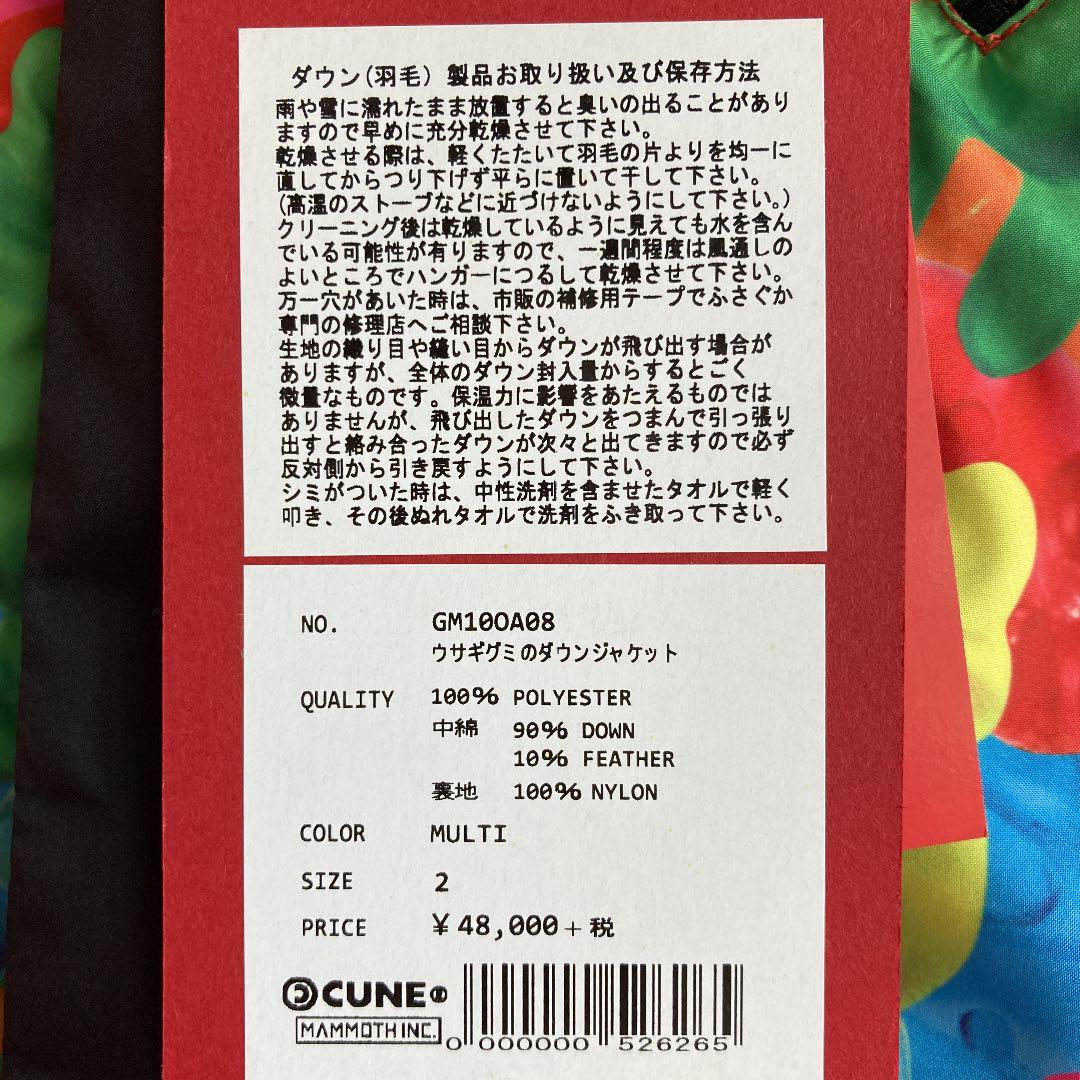 ダウン(羽毛)製品お取り扱い及び保存方法
雨や雪に濡れたまま放置すると臭いの出ることがあり
ますので早めに充分乾燥させて下さい。
乾燥させる際は、軽くたたいて羽毛の片よりを均一に
直してからつり下げず平らに置いて干して下さい。
(高温のストーブなどに近づけないようにして下さい。)
クリーニング後は乾燥しているように見えても水を含ん
でいる可能性が有りますので、一週間程度は風通しの
よいところでハンガーにつるして乾燥させて下さい。
万一穴があいた時は、市販の補修用テープでふさぐか
専門の修理店へご相談下さい。
生地の織り目や縫い目からダウンが飛び出す場合が
ありますが、全体のダウン封入量からするとごく
微量なものです。保温力に影響をあたえるものでは
ありませんが、飛び出したダウンをつまんで引っ張り
出すと絡み合ったダウンが次々と出てきますので必ず
反対側から引き戻すようにして下さい。
シミがついた時は、中性洗剤を含ませたタオルで軽く
叩き、その後ぬれタオルで洗剤をふき取って下さい。
NO. GM10OA08
ウサギグミのダウンジャケット
QUALITY 100% POLYESTER
中綿 90% DOWN
10% FEATHER
裏地 100% NYLON
COLOR MULTI
SIZE 2
PRICE ¥48,000+税
CUNE®
MAMMOTH INC.
0 000000 526265